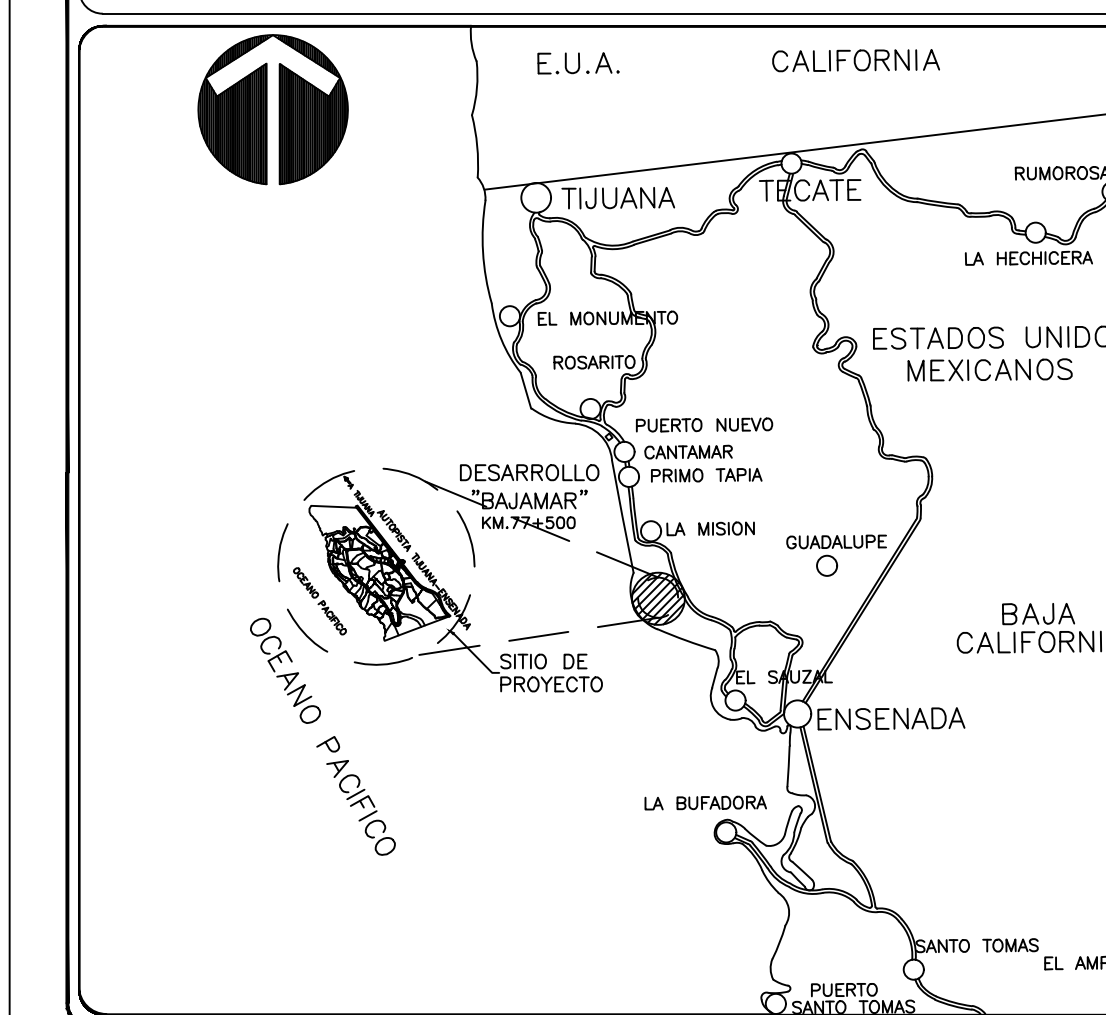 E.U.A.
CALIFORNIA
TIJUANA
TECATE
RUMOROSA
LA HECHICERA
EL MONUMENTO
ESTADOS UNIDO
MEXICANOS
ROSARITO
PUERTO NUEVO
CANTAMAR
PRIMO TAPIA
DESARROLLO
"BAJAMAR"
KM.77+500
A TIJUANA
AUTOPISTA TIJUANA-ENSENADA
OCEANO PACIFICO
LA MISION
GUADALUPE
BAJA
CALIFORNI
OCEANO PACIFICO
SITIO DE
PROYECTO
EL SAUZAL
ENSENADA
LA BUFADORA
SANTO TOMAS
EL AMP
PUERTO
SANTO TOMAS